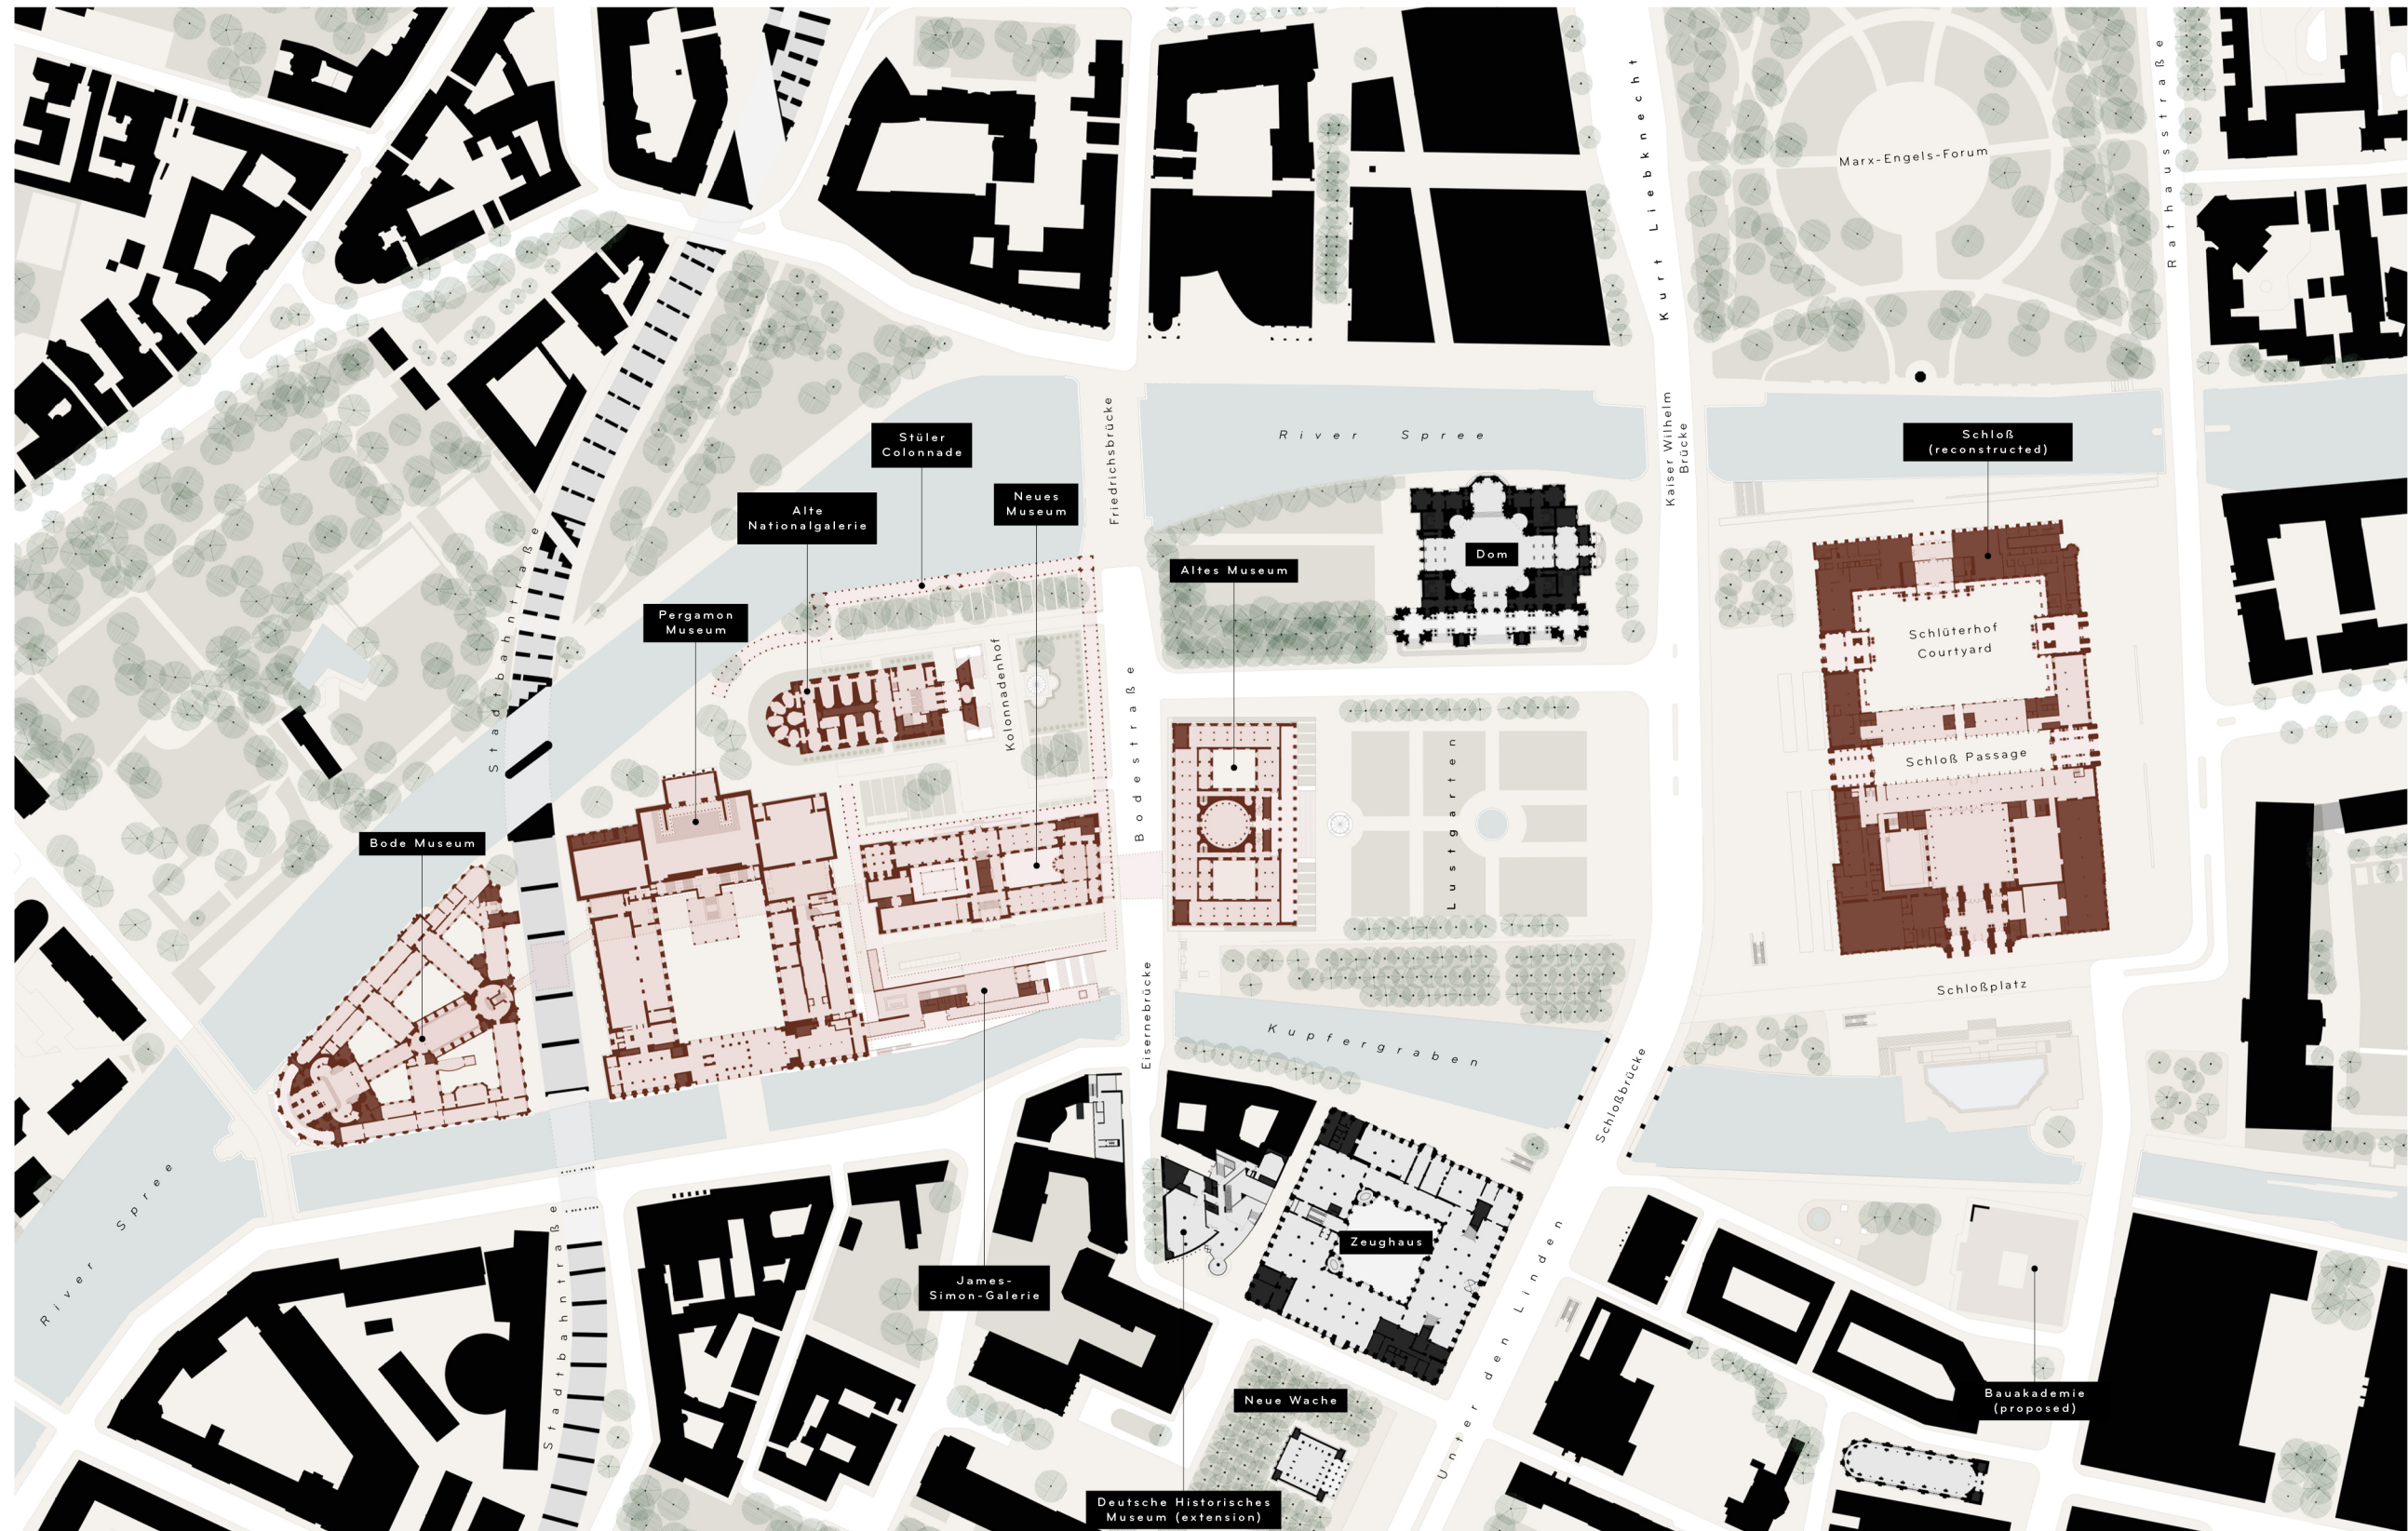 Kurt Liebknecht
Marx-Engels-Forum
Rathausstraße
River Spree
Friedrichsbrücke
Kaiser Wilhelm
Brücke
Stüler
Colonnade
Schloß
(reconstructed)
Alte
Nationalgalerie
Neues
Museum
Altes Museum
Dom
Stadtbahntraße
Pergamon
Museum
Kolonnadenhof
Bodestraße
Schlüterhof
Courtyard
Schloß Passage
Lustgarten
Bode Museum
Eisernebrücke
Schloßplatz
Kupfergraben
Schloßbrücke
River Spree
Zeughaus
James-
Simon-Galerie
Stadtbahntraße
Unter den Linden
Neue Wache
Bauakademie
(proposed)
Deutsche Historisches
Museum (extension)